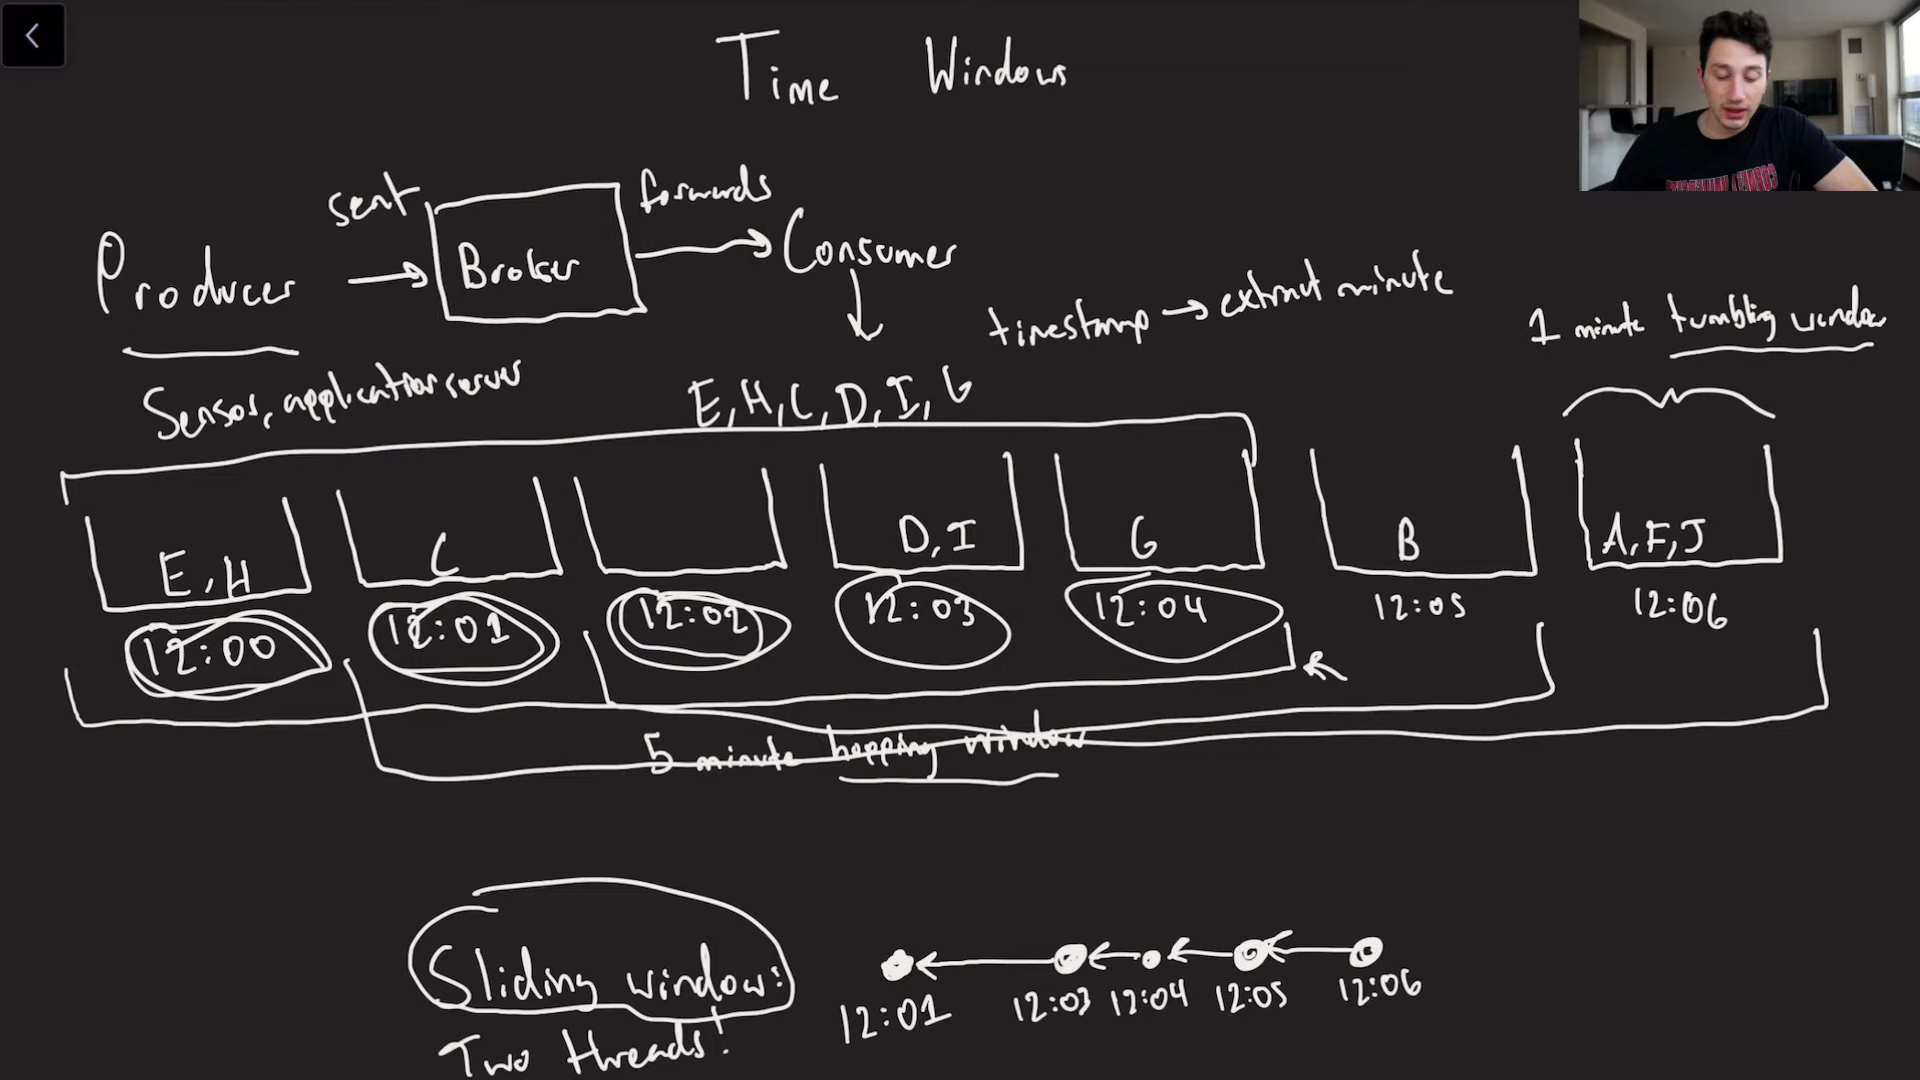 Time Windows
sent
forwards
Producer
Broker
Consumer
timestamp → extract minute
1 minute tumbling window
Sensor, application server
E, H, C, D, I, G
E, H
C
D, I
G
B
A, F, J
12:00
12:01
12:02
12:03
12:04
12:05
12:06
5 minute hopping window
Sliding window:
Two threads!
12:01
12:03
12:04
12:05
12:06